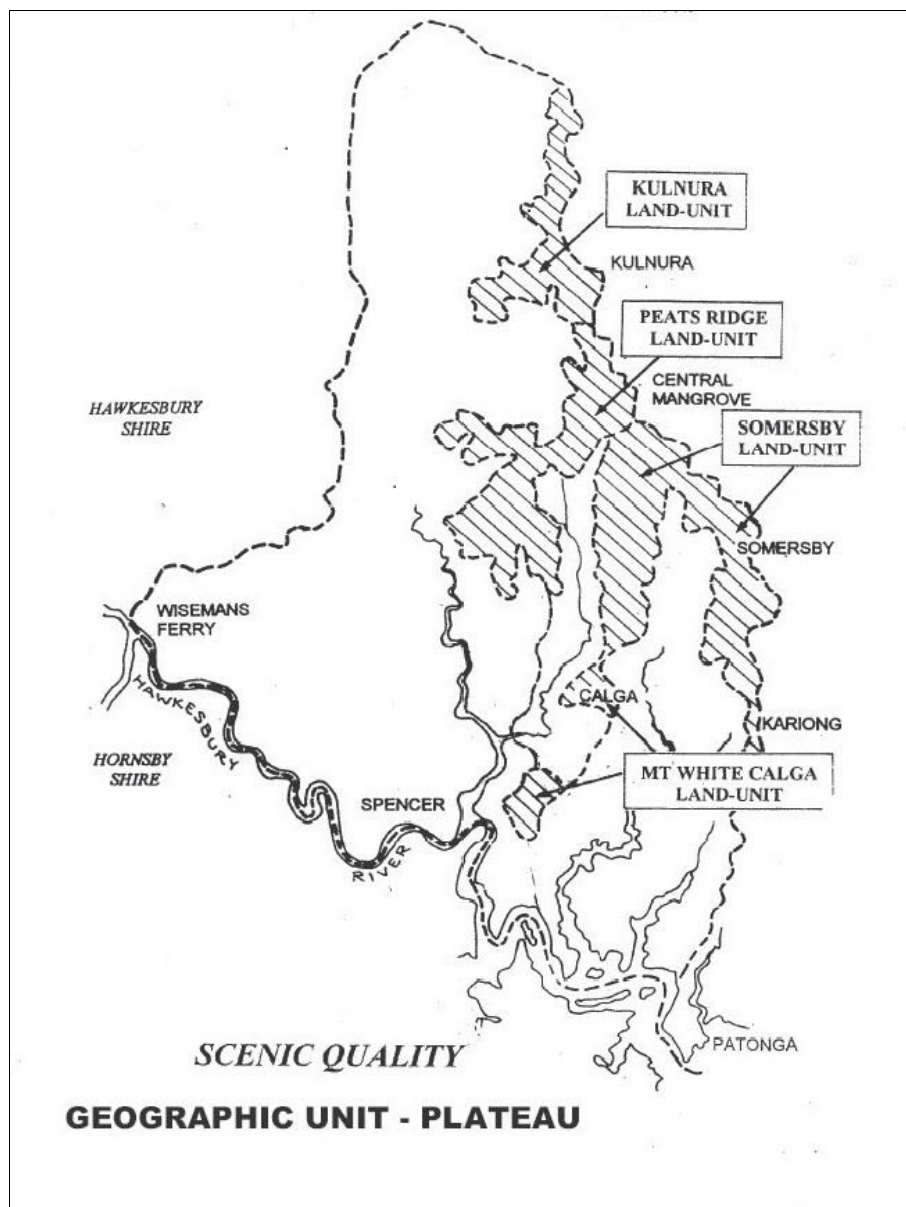 KULNURA
LAND-UNIT
KULNURA
PEATS RIDGE
LAND-UNIT
CENTRAL
MANGROVE
HAWKESBURY
SHIRE
SOMERSBY
LAND-UNIT
SOMERSBY
WISEMANS
FERRY
HAWKESBURY
CALGA
KARIONG
HORNSBY
SHIRE
MT WHITE CALGA
LAND-UNIT
SPENCER
RIVER
PATONGA
SCENIC QUALITY
GEOGRAPHIC UNIT - PLATEAU